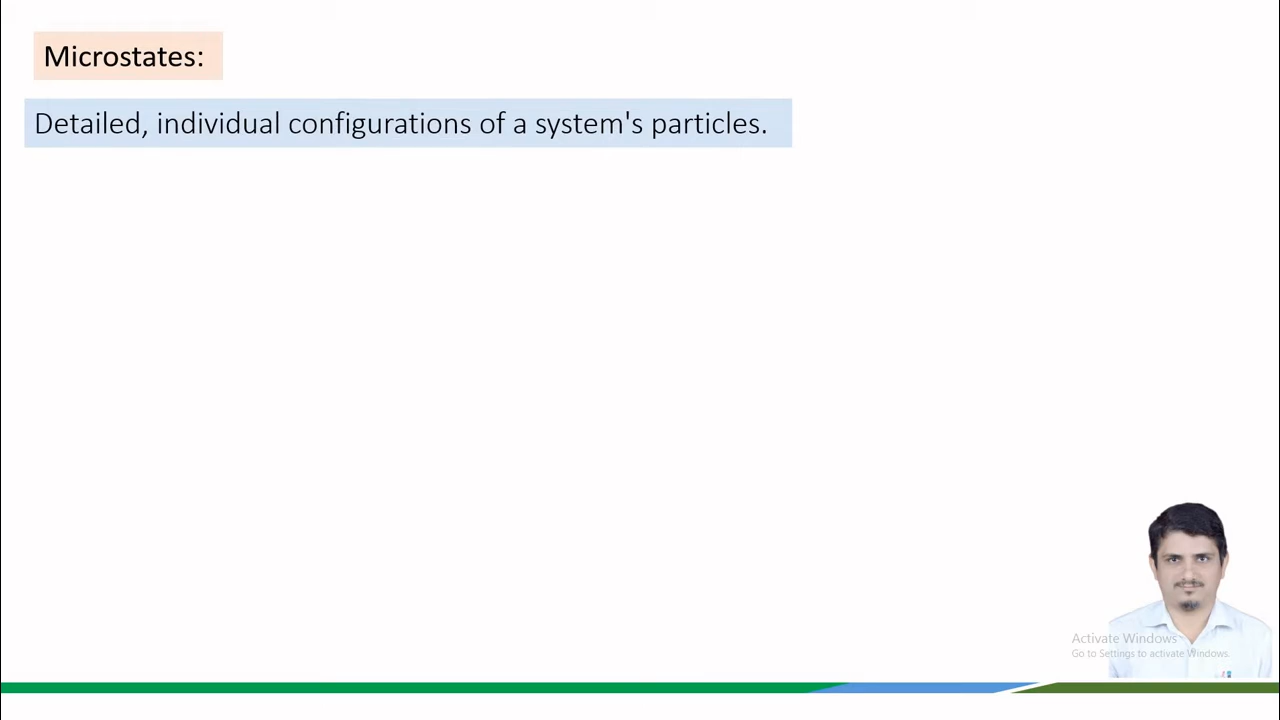 Microstates:
Detailed, individual configurations of a system's particles.
Activate Windows
Go to Settings to activate Windows.